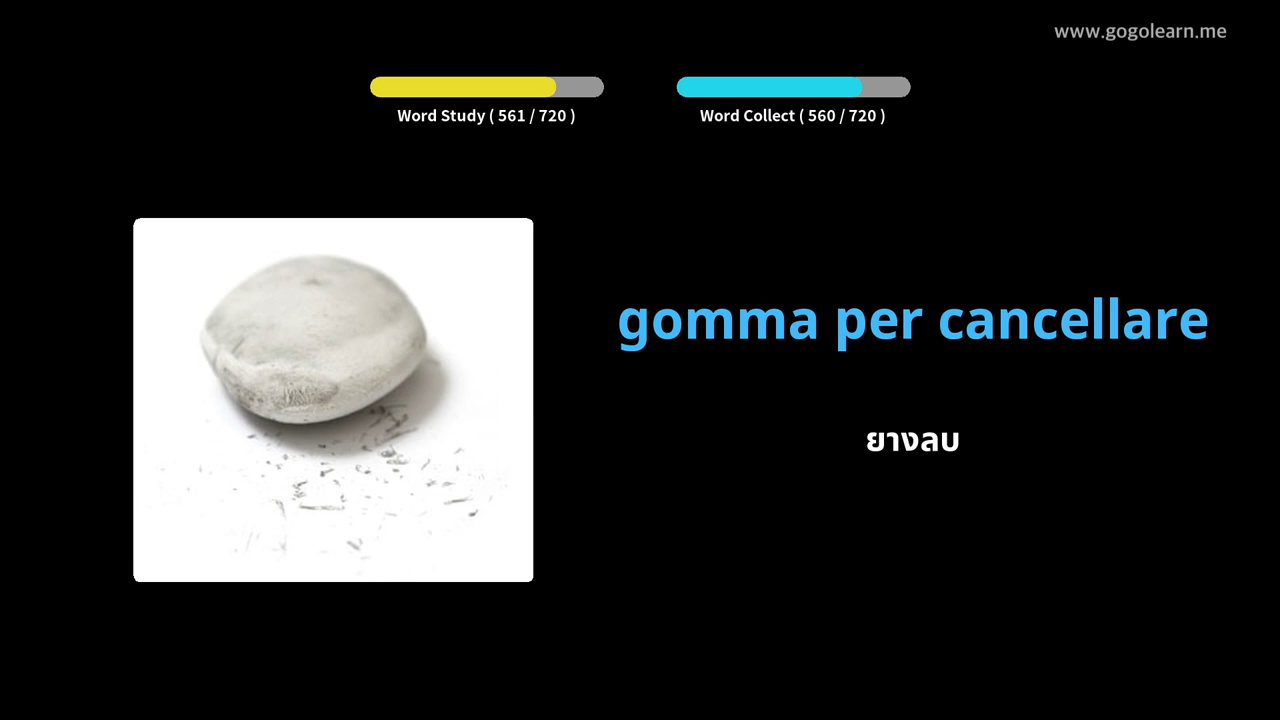 www.gogolearn.me
Word Study ( 561 / 720 )
Word Collect ( 560 / 720 )
gomma per cancellare
ยางลบ